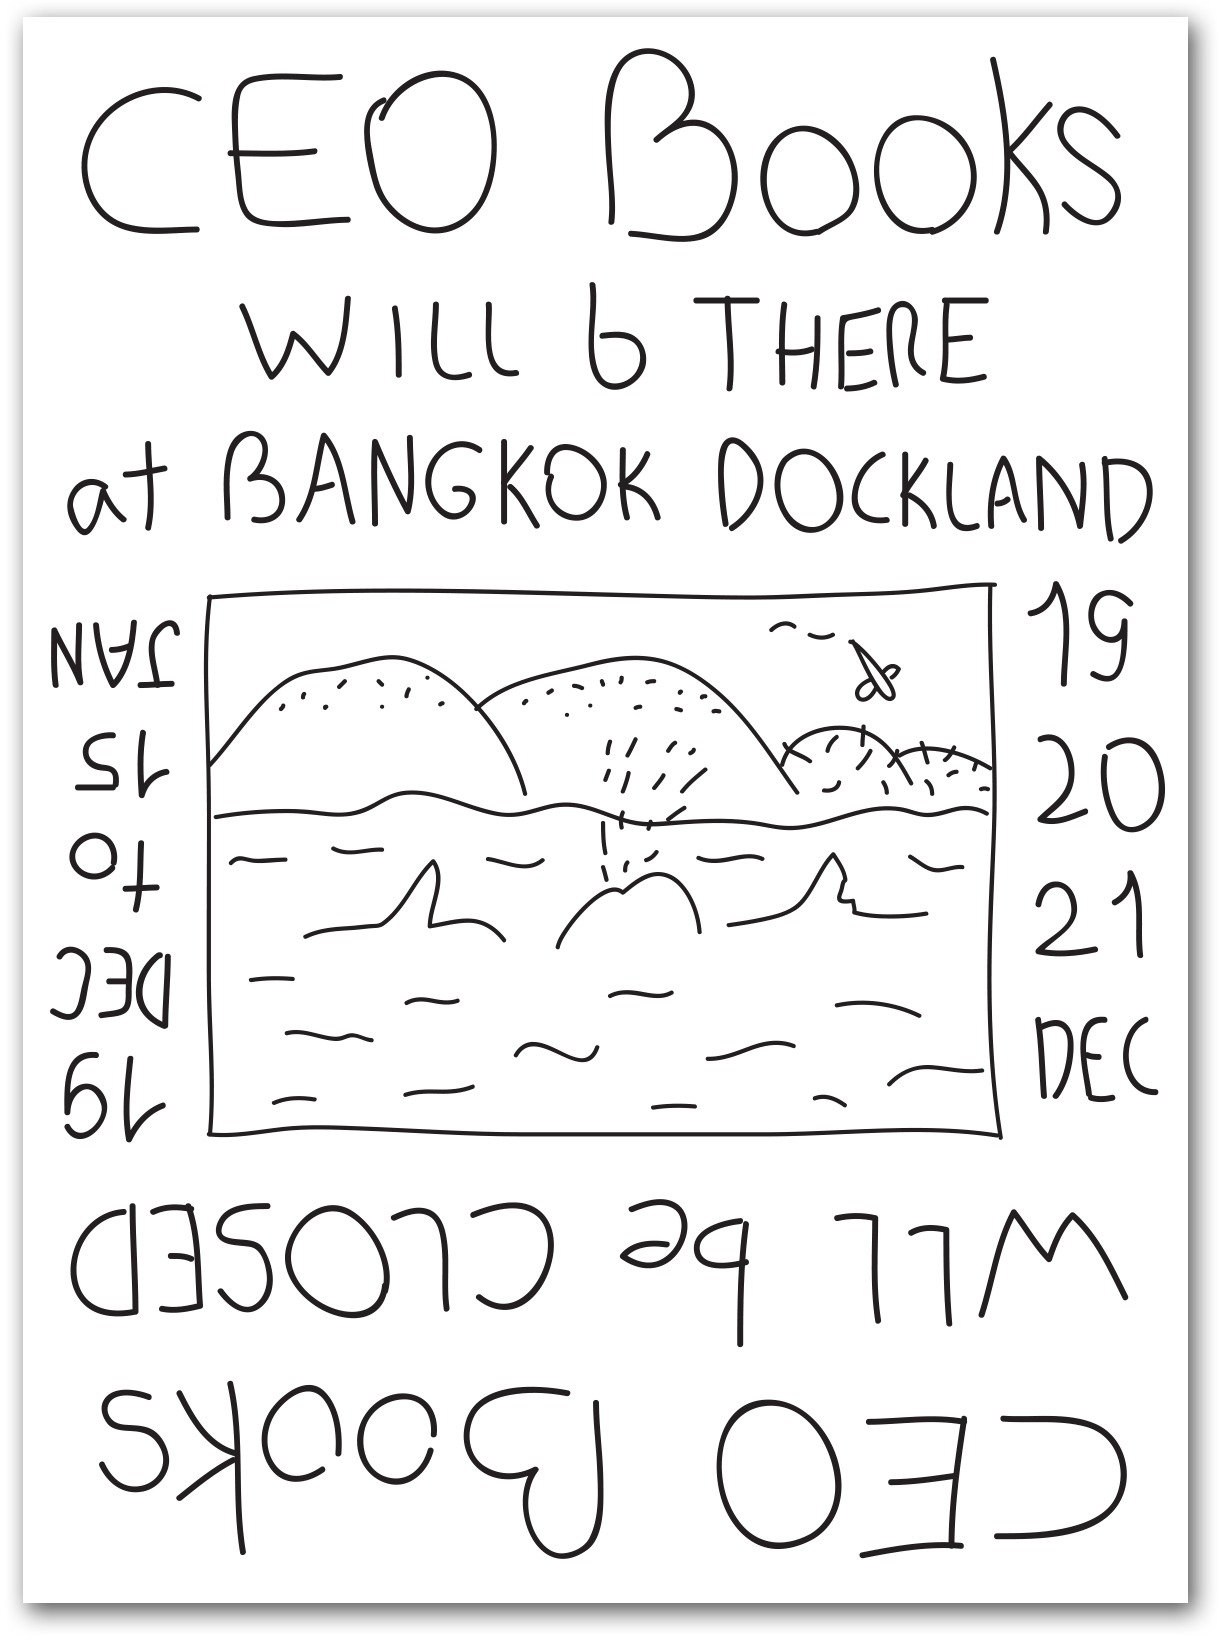 CEO Books
WILL b THERE
at BANGKOK DOCKLAND
19
20
21
DEC
CEO Books
WLL be CLOSED
19
DEC
to
15
JAN